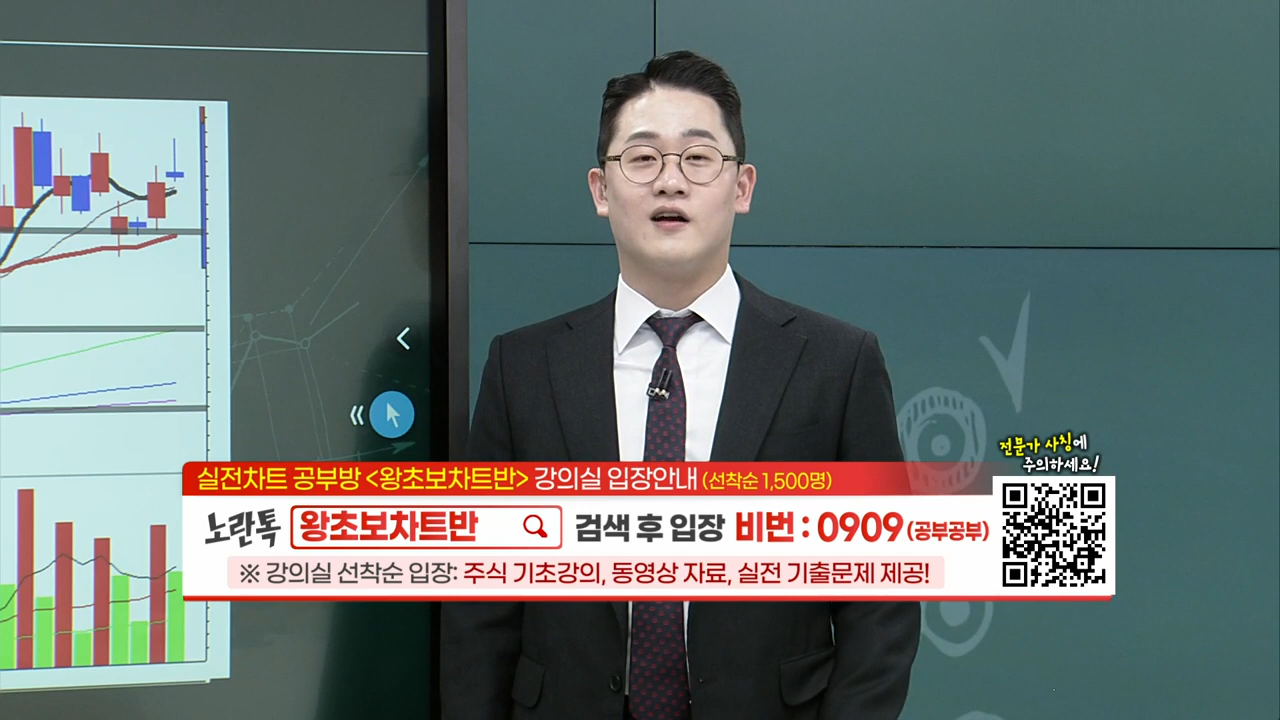 전문가 사칭에
주의하세요!
실전차트 공부방 <왕초보차트반> 강의실 입장안내 (선착순 1,500명)
노란톡 왕초보차트반 검색 후 입장 비번 : 0909 (공부공부)
※ 강의실 선착순 입장: 주식 기초강의, 동영상 자료, 실전 기출문제 제공!